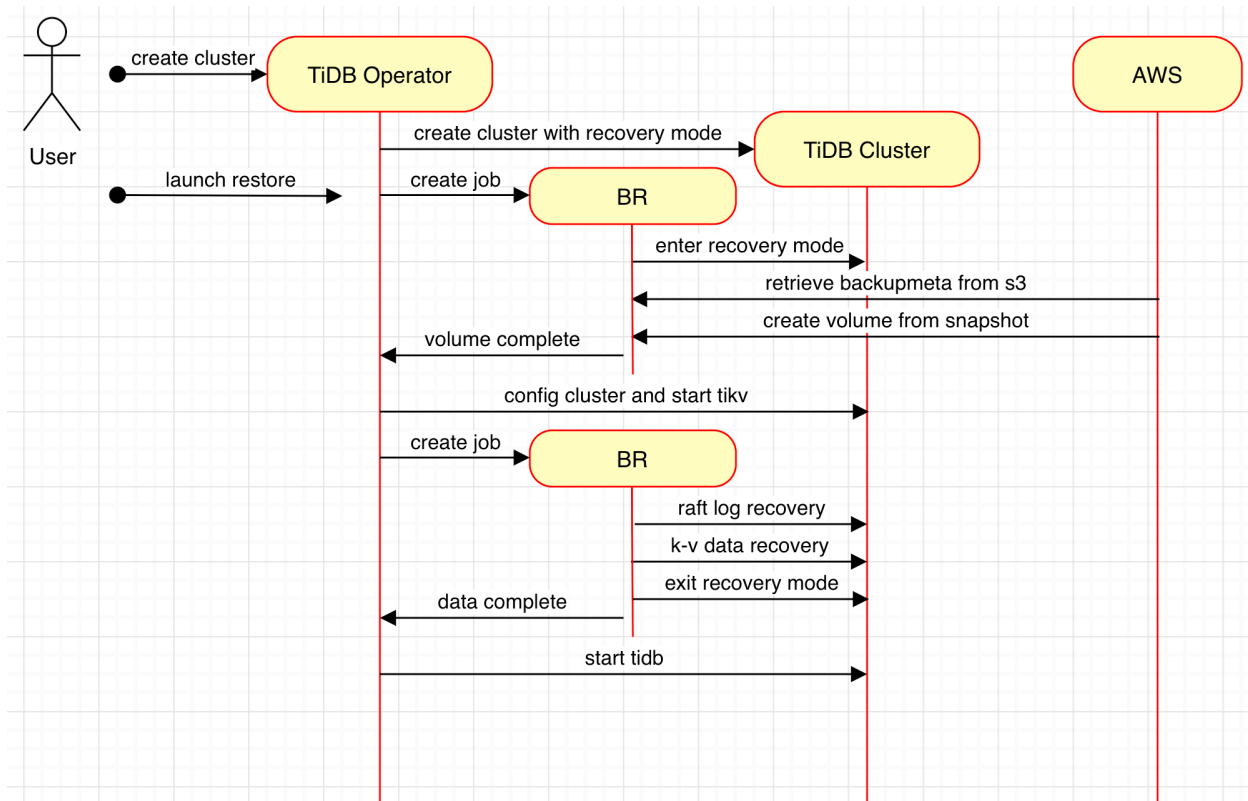 create cluster
TiDB Operator
AWS
User
create cluster with recovery mode
TiDB Cluster
launch restore
create job
BR
enter recovery mode
retrieve backupmeta from s3
create volume from snapshot
volume complete
config cluster and start tikv
create job
BR
raft log recovery
k-v data recovery
exit recovery mode
data complete
start tidb